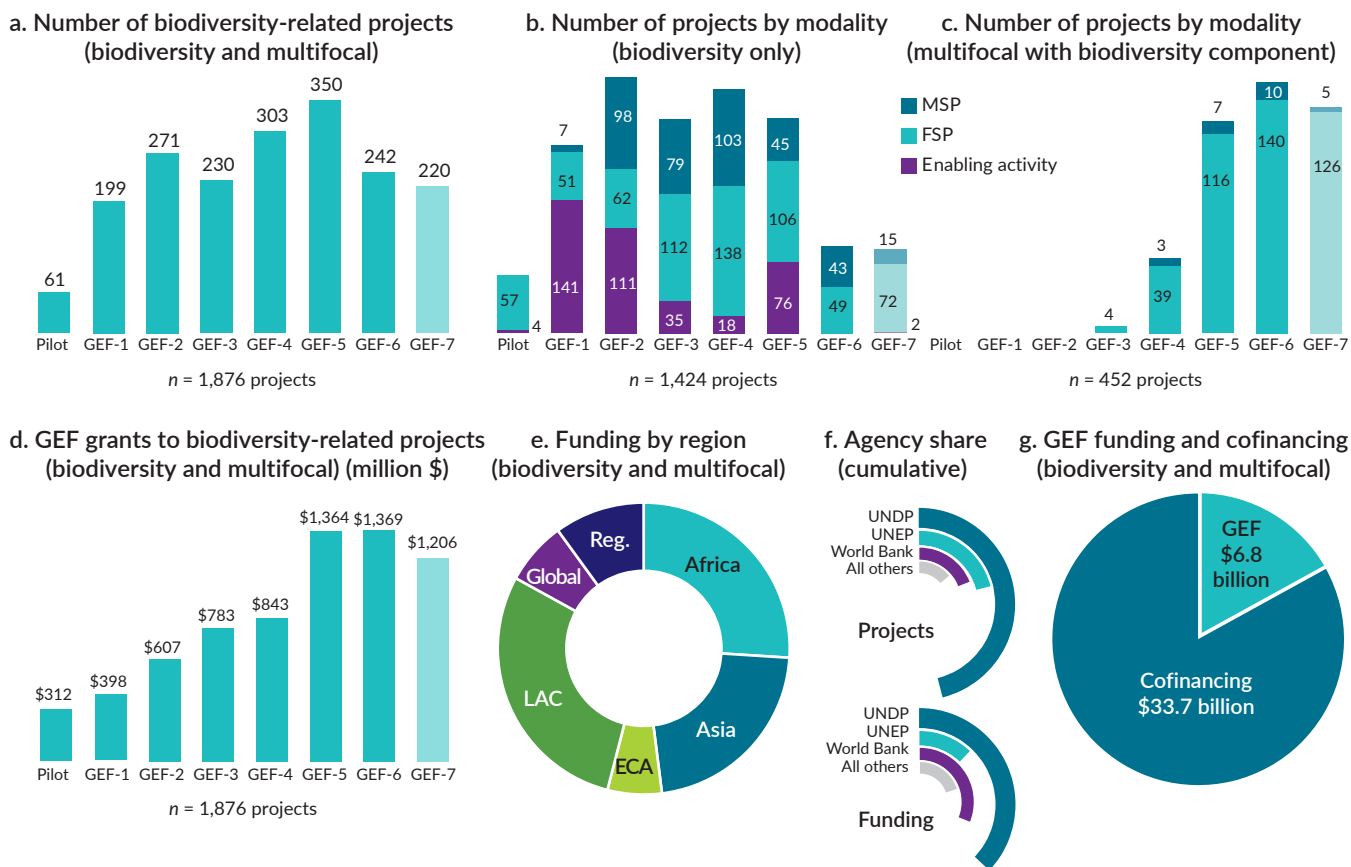 a. Number of biodiversity-related projects
(biodiversity and multifocal)
61
199
271
230
303
350
242
220
Pilot GEF-1 GEF-2 GEF-3 GEF-4 GEF-5 GEF-6 GEF-7
n = 1,876 projects
b. Number of projects by modality
(biodiversity only)
57
4
7
51
141
98
62
111
79
112
35
103
138
18
45
106
76
43
49
15
72
2
Pilot GEF-1 GEF-2 GEF-3 GEF-4 GEF-5 GEF-6 GEF-7
n = 1,424 projects
c. Number of projects by modality
(multifocal with biodiversity component)
MSP
FSP
Enabling activity
4
3
39
7
116
10
140
5
126
Pilot GEF-1 GEF-2 GEF-3 GEF-4 GEF-5 GEF-6 GEF-7
n = 452 projects
d. GEF grants to biodiversity-related projects
(biodiversity and multifocal) (million $)
$312
$398
$607
$783
$843
$1,364
$1,369
$1,206
Pilot GEF-1 GEF-2 GEF-3 GEF-4 GEF-5 GEF-6 GEF-7
n = 1,876 projects
e. Funding by region
(biodiversity and multifocal)
Reg.
Africa
Global
LAC
Asia
ECA
f. Agency share
(cumulative)
UNDP
UNEP
World Bank
All others
Projects
UNDP
UNEP
World Bank
All others
Funding
g. GEF funding and cofinancing
(biodiversity and multifocal)
GEF
$6.8
billion
Cofinancing
$33.7 billion